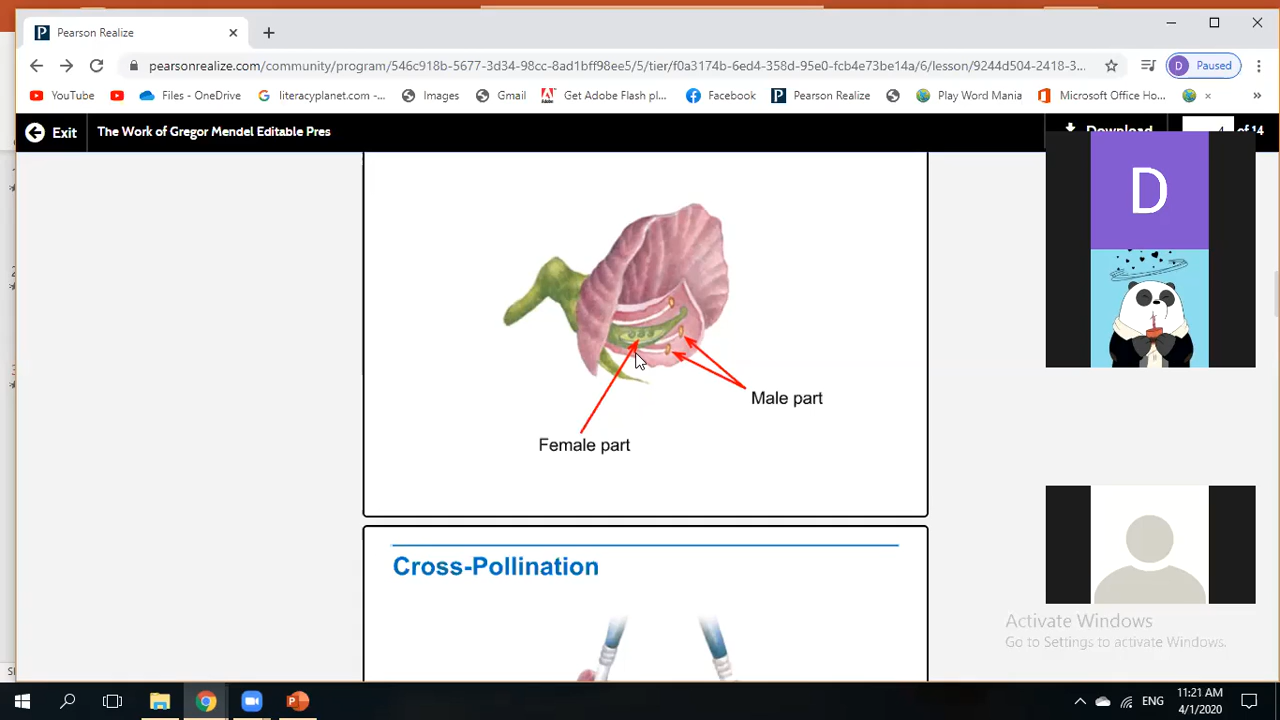 Pearson Realize
pearsonrealize.com/community/program/546c918b-5677-3d34-98cc-8ad1bff98ee5/5/tier/f0a3174b-6ed4-358d-95e0-fcb4e73be14a/6/lesson/9244d504-2418-3...
D Paused
YouTube Files - OneDrive literacyplanet.com -... Images Gmail Get Adobe Flash pl... Facebook Pearson Realize Play Word Mania Microsoft Office Ho... »
Exit The Work of Gregor Mendel Editable Pres Download 4 of 14
D
Male part
Female part
Cross-Pollination
Activate Windows
Go to Settings to activate Windows.
ENG
11:21 AM
4/1/2020